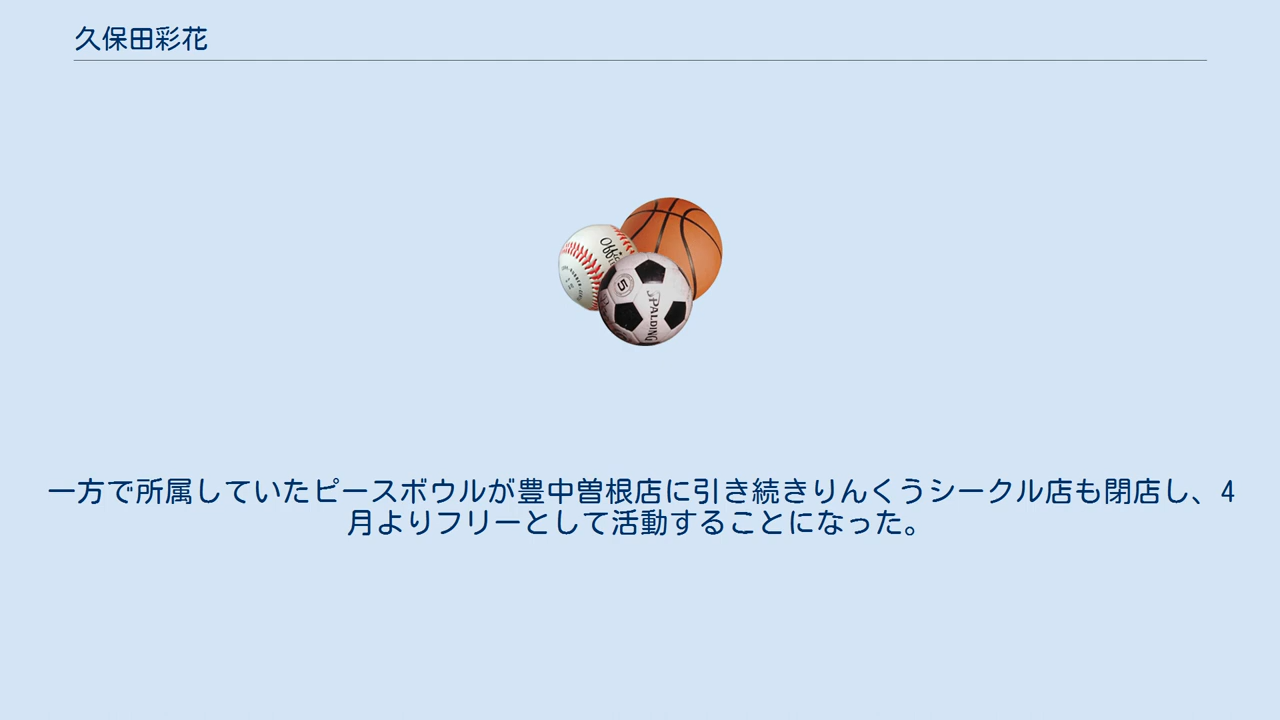 久保田彩花
Offic
5
SPALDING
一方で所属していたピースボウルが豊中曽根店に引き続きりんくうシークル店も閉店し、4
月よりフリーとして活動することになった。